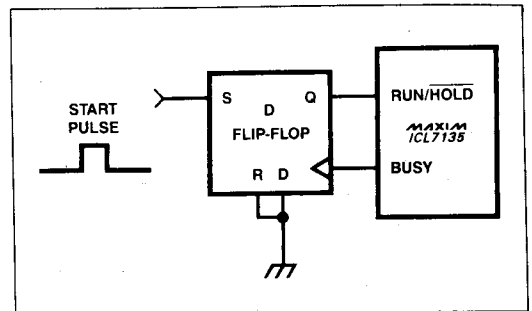 START
PULSE
S D Q
FLIP-FLOP
R D
RUN/HOLD
MAXIM
ICL7135
BUSY